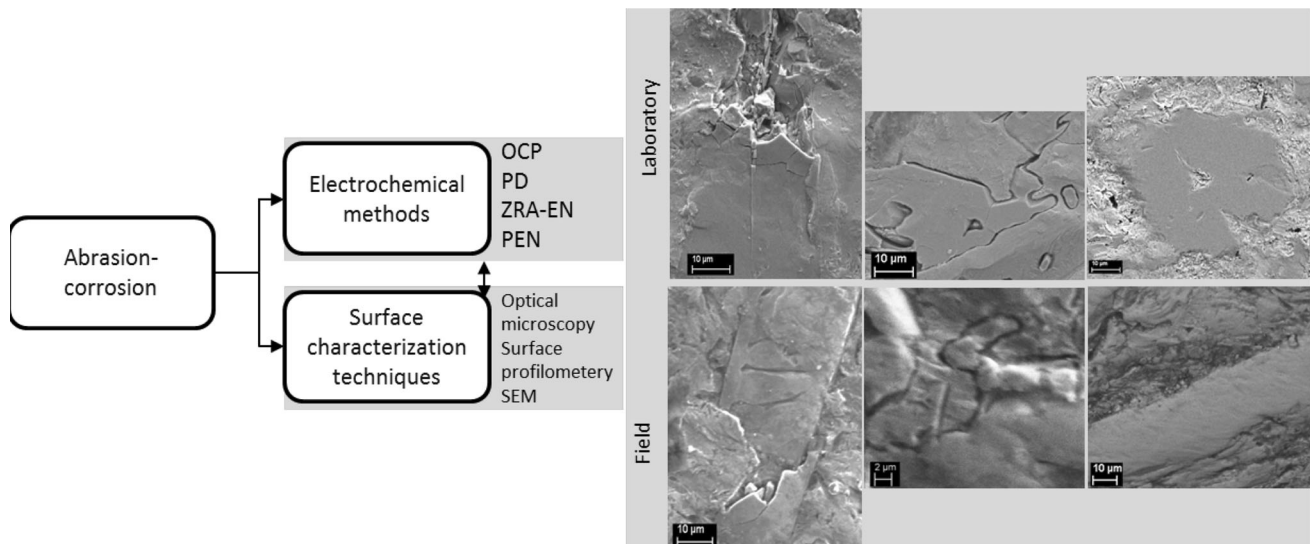 Abrasion-
corrosion
Electrochemical
methods
OCP
PD
ZRA-EN
PEN
Surface
characterization
techniques
Optical
microscopy
Surface
profilometery
SEM
Laboratory
10 µm
10 µm
10 µm
Field
10 µm
2 µm
10 µm